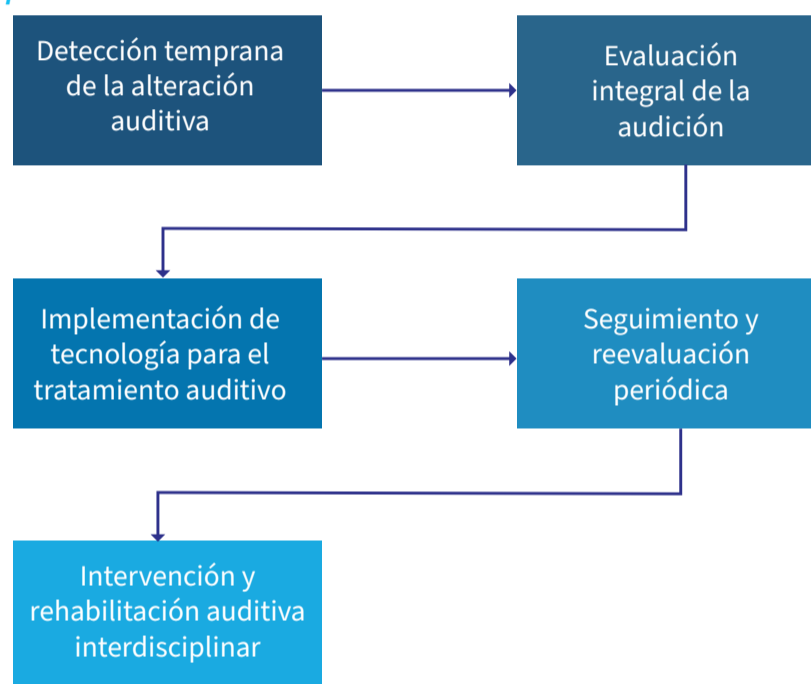 Detección temprana
de la alteración
auditiva
Evaluación
integral de la
audición
Implementación de
tecnología para el
tratamiento auditivo
Seguimiento y
reevaluación
periódica
Intervención y
rehabilitación auditiva
interdisciplinar